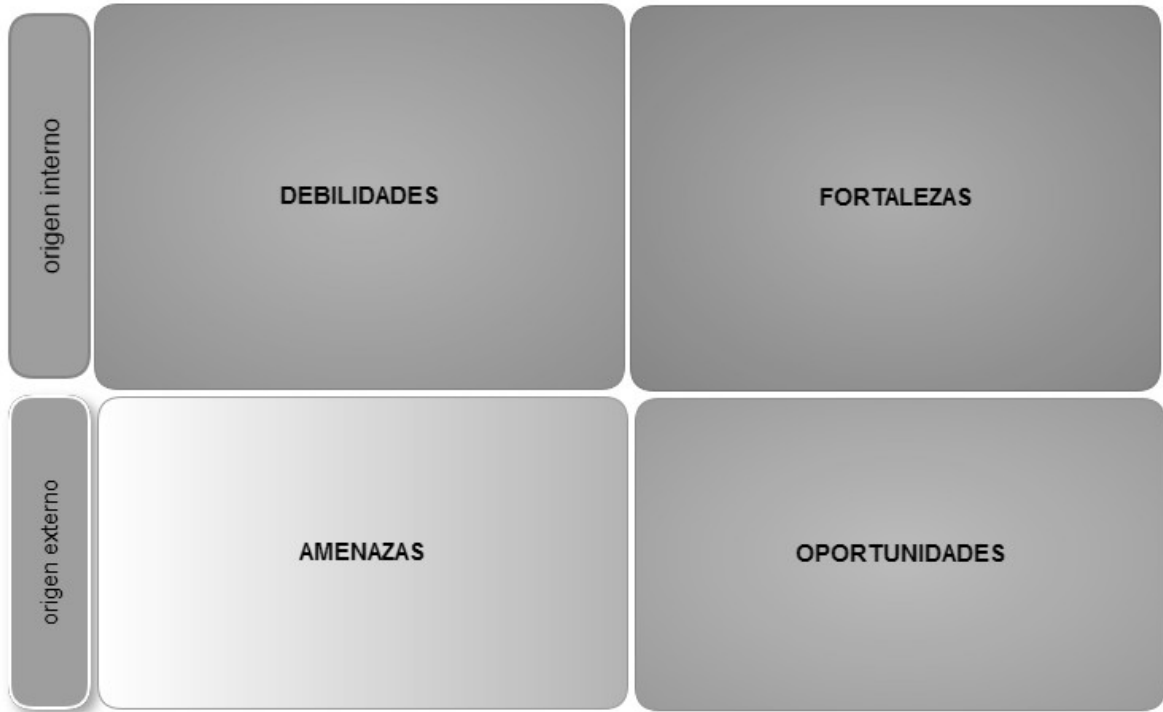 origen interno
DEBILIDADES
FORTALEZAS
origen externo
AMENAZAS
OPORTUNIDADES